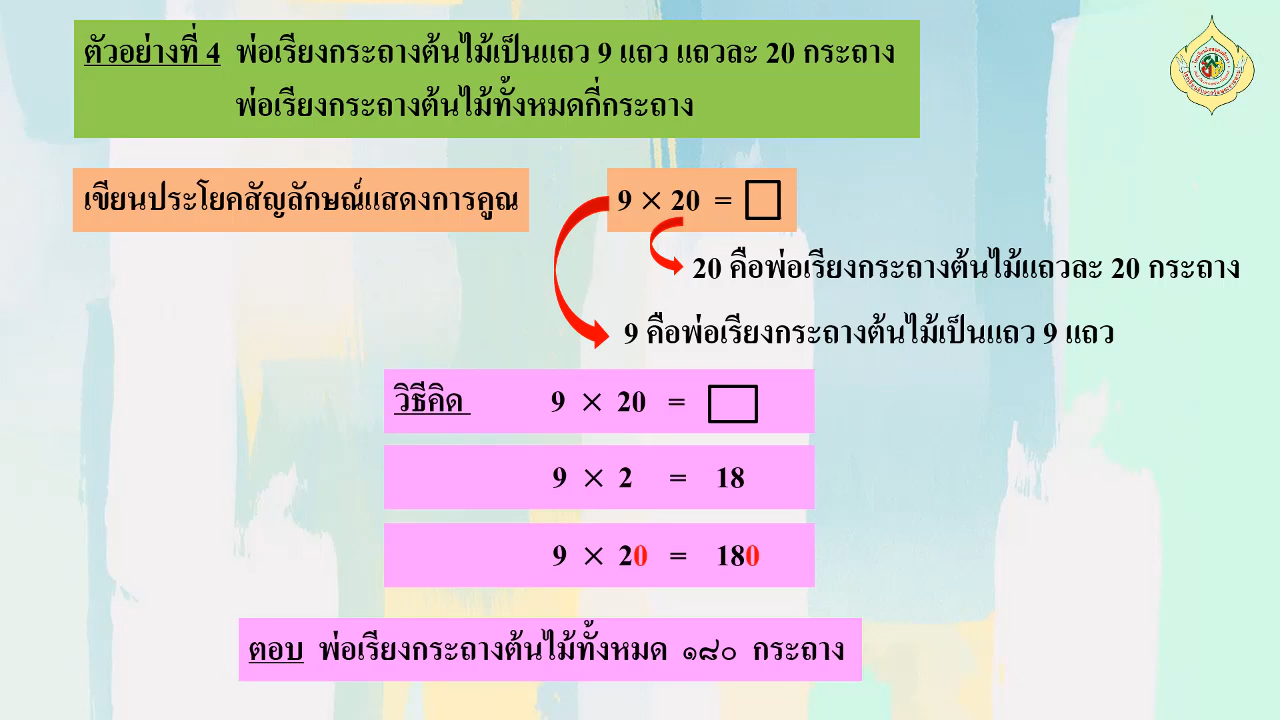 ตัวอย่างที่ 4 พ่อเรียงกระถางต้นไม้เป็นแถว 9 แถว แถวละ 20 กระถาง
พ่อเรียงกระถางต้นไม้ทั้งหมดกี่กระถาง
เขียนประโยคสัญลักษณ์แสดงการคูณ 9 × 20 = □
20 คือพ่อเรียงกระถางต้นไม้แถวละ 20 กระถาง
9 คือพ่อเรียงกระถางต้นไม้เป็นแถว 9 แถว
วิธีคิด 9 × 20 = □
9 × 2 = 18
9 × 20 = 180
ตอบ พ่อเรียงกระถางต้นไม้ทั้งหมด ๑๘๐ กระถาง